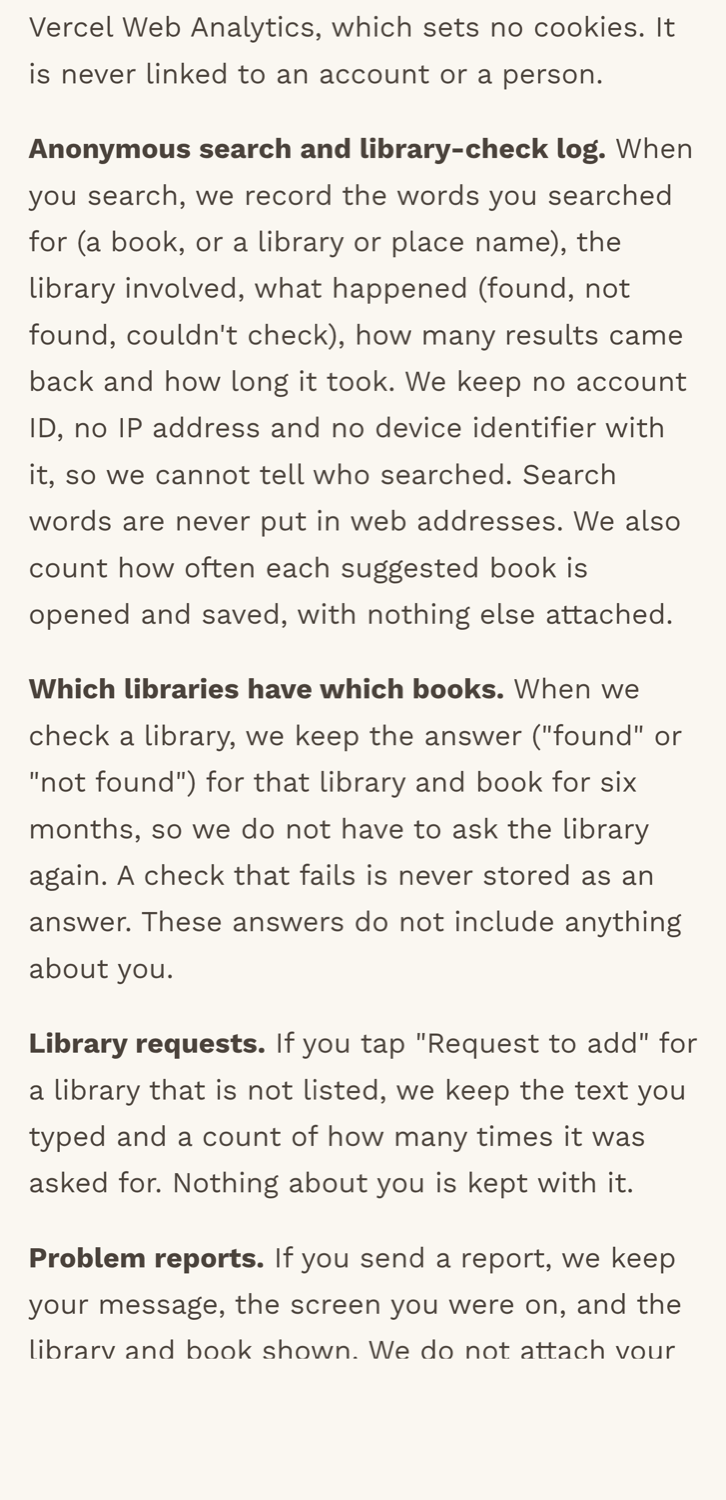 Vercel Web Analytics, which sets no cookies. It
is never linked to an account or a person.
Anonymous search and library-check log. When
you search, we record the words you searched
for (a book, or a library or place name), the
library involved, what happened (found, not
found, couldn't check), how many results came
back and how long it took. We keep no account
ID, no IP address and no device identifier with
it, so we cannot tell who searched. Search
words are never put in web addresses. We also
count how often each suggested book is
opened and saved, with nothing else attached.
Which libraries have which books. When we
check a library, we keep the answer ("found" or
"not found") for that library and book for six
months, so we do not have to ask the library
again. A check that fails is never stored as an
answer. These answers do not include anything
about you.
Library requests. If you tap "Request to add" for
a library that is not listed, we keep the text you
typed and a count of how many times it was
asked for. Nothing about you is kept with it.
Problem reports. If you send a report, we keep
your message, the screen you were on, and the
library and book shown. We do not attach your